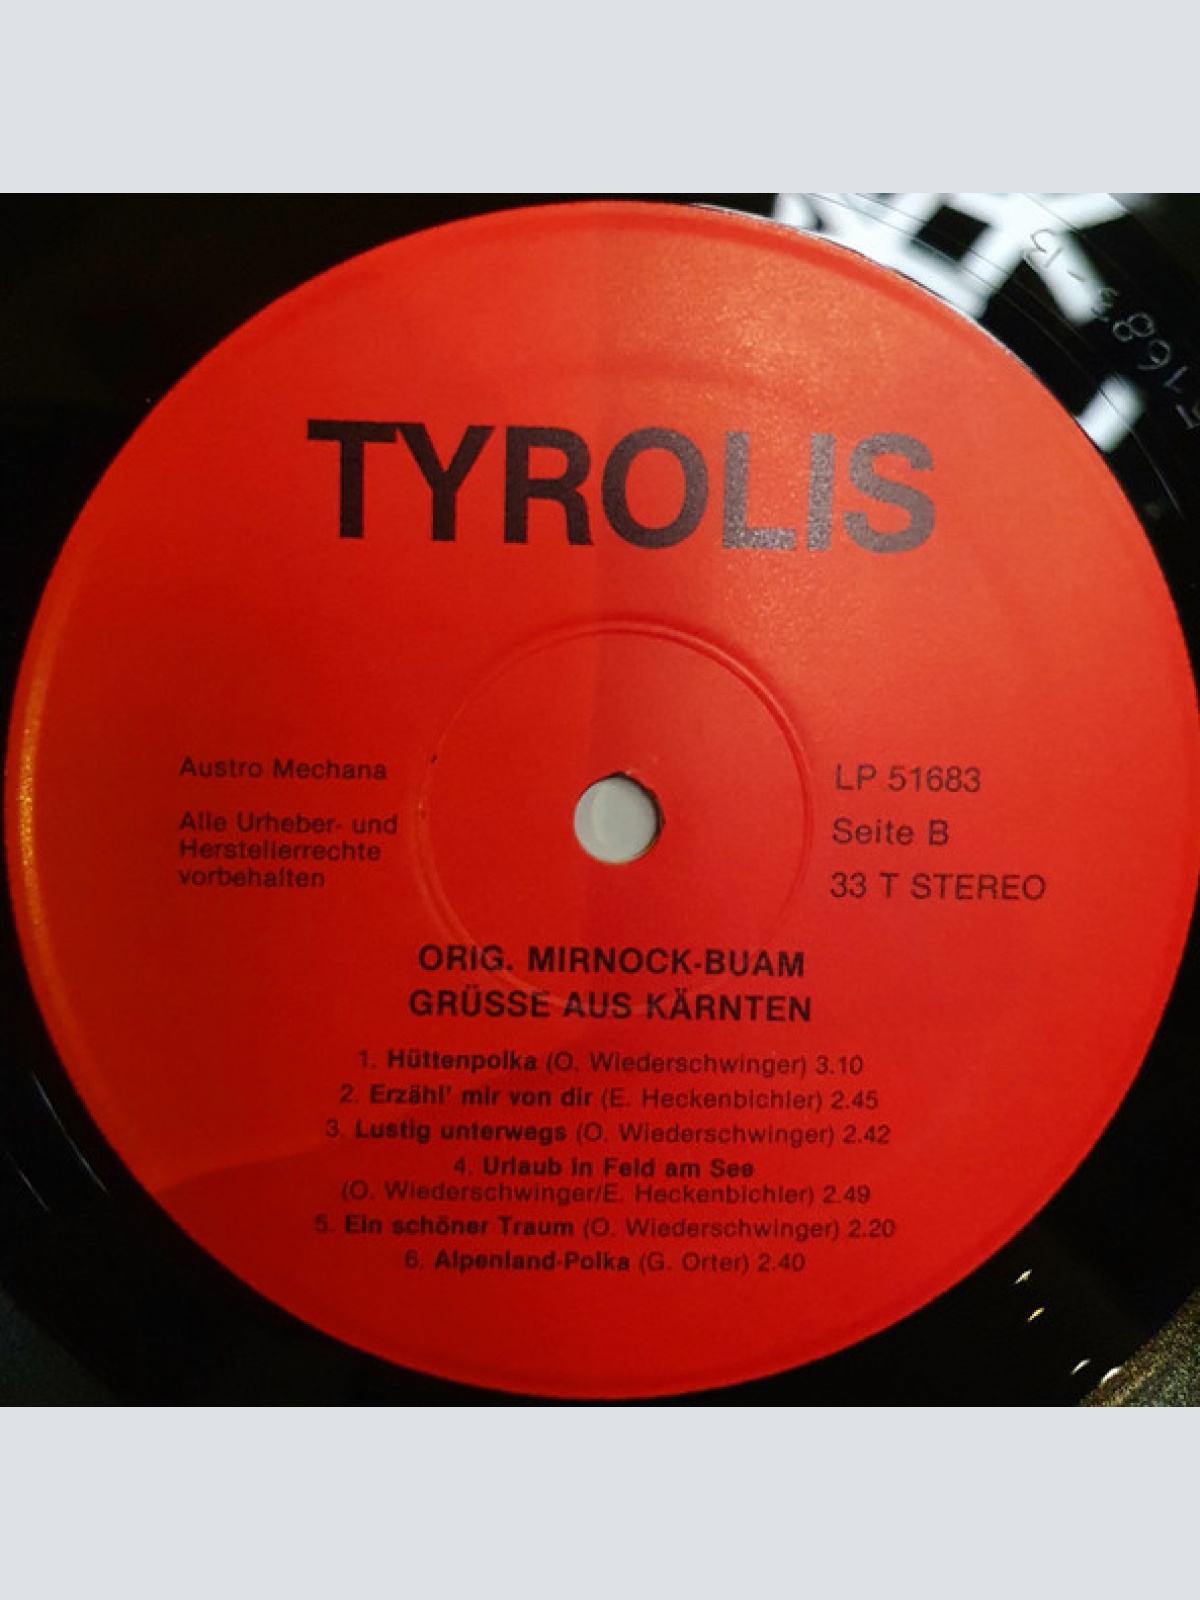 TYROLIS
Austro Mechana
Alle Urheber- und
Herstellerrechte
vorbehalten
LP 51683
Seite B
33 T STEREO
ORIG. MIRNOCK-BUAM
GRÜSSE AUS KÄRNTEN
1. Hüttenpolka (O. Wiederschwinger) 3.10
2. Erzähl' mir von dir (E. Heckenbichler) 2.45
3. Lustig unterwegs (O. Wiederschwinger) 2.42
4. Urlaub in Feld am See
(O. Wiederschwinger/E. Heckenbichler) 2.49
5. Ein schöner Traum (O. Wiederschwinger) 2.20
6. Alpenland-Polka (G. Orter) 2.40